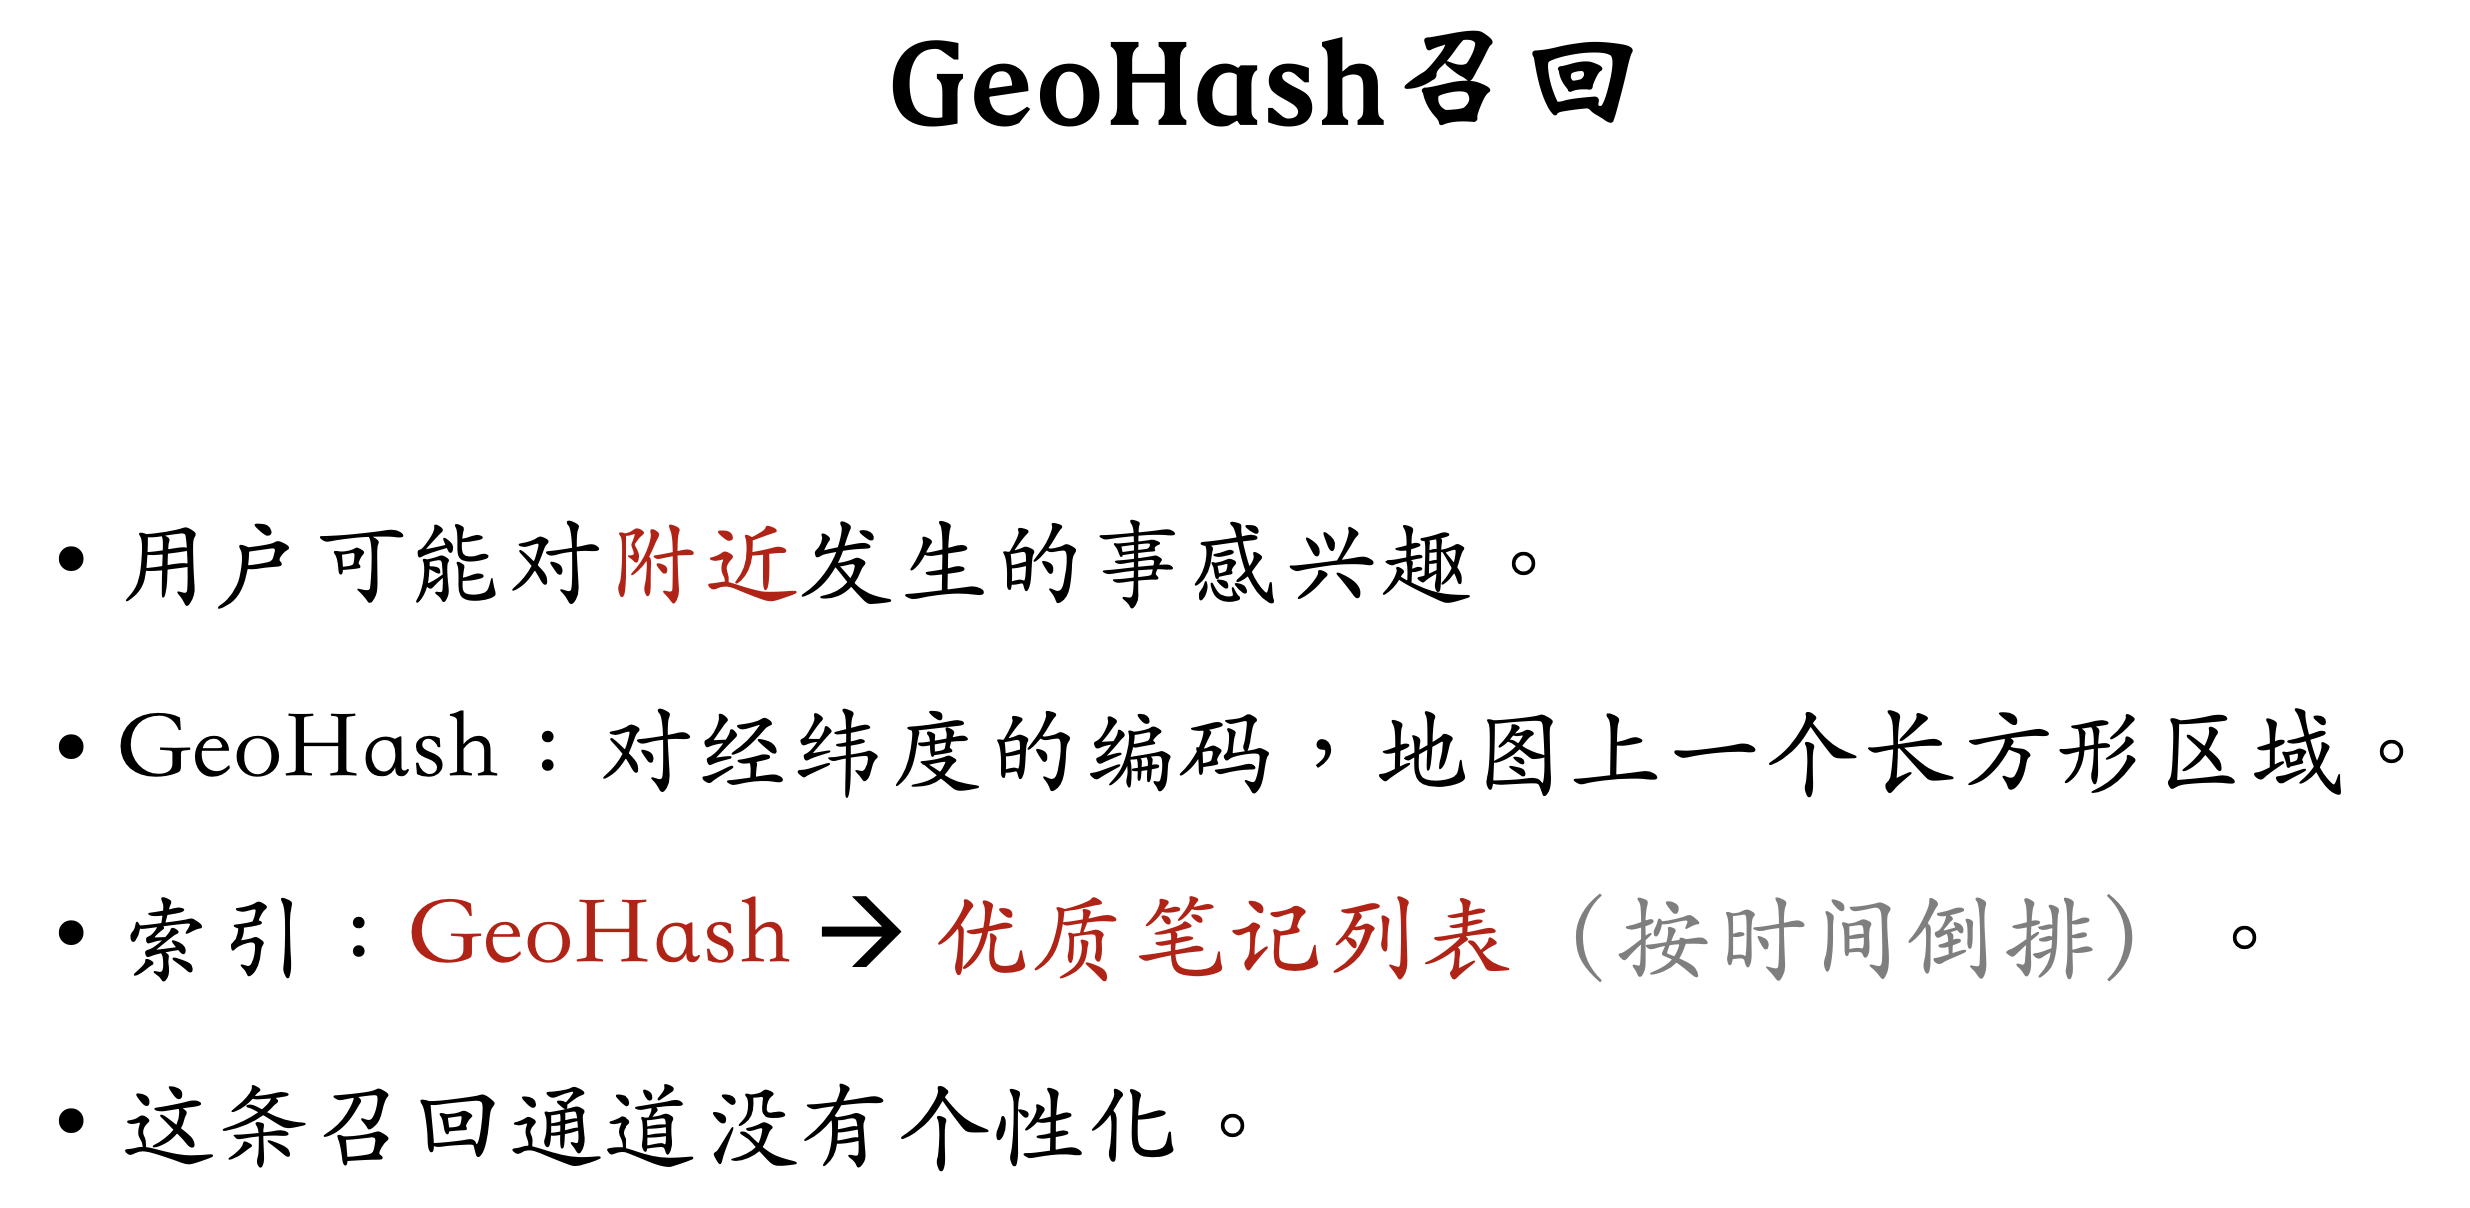 GeoHash召回
• 用户可能对附近发生的事感兴趣。
• GeoHash：对经纬度的编码，地图上一个长方形区域。
• 索引：GeoHash → 优质笔记列表（按时间倒排）。
• 这条召回通道没有个性化。